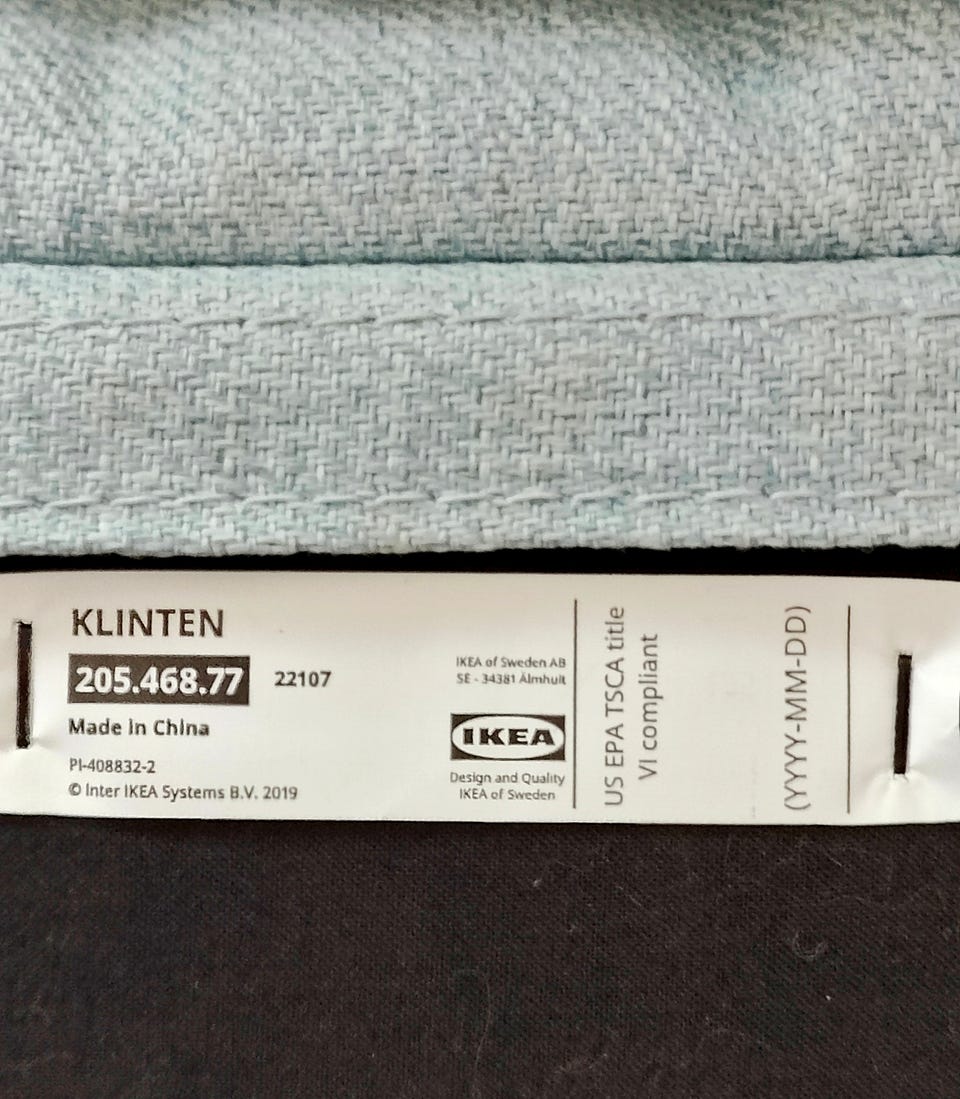 KLINTEN
205.468.77 22107
Made in China
PI-408832-2
© Inter IKEA Systems B.V. 2019
IKEA of Sweden AB
SE - 34381 Älmhult
IKEA
Design and Quality
IKEA of Sweden
US EPA TSCA title
VI compliant
(YYYY-MM-DD)